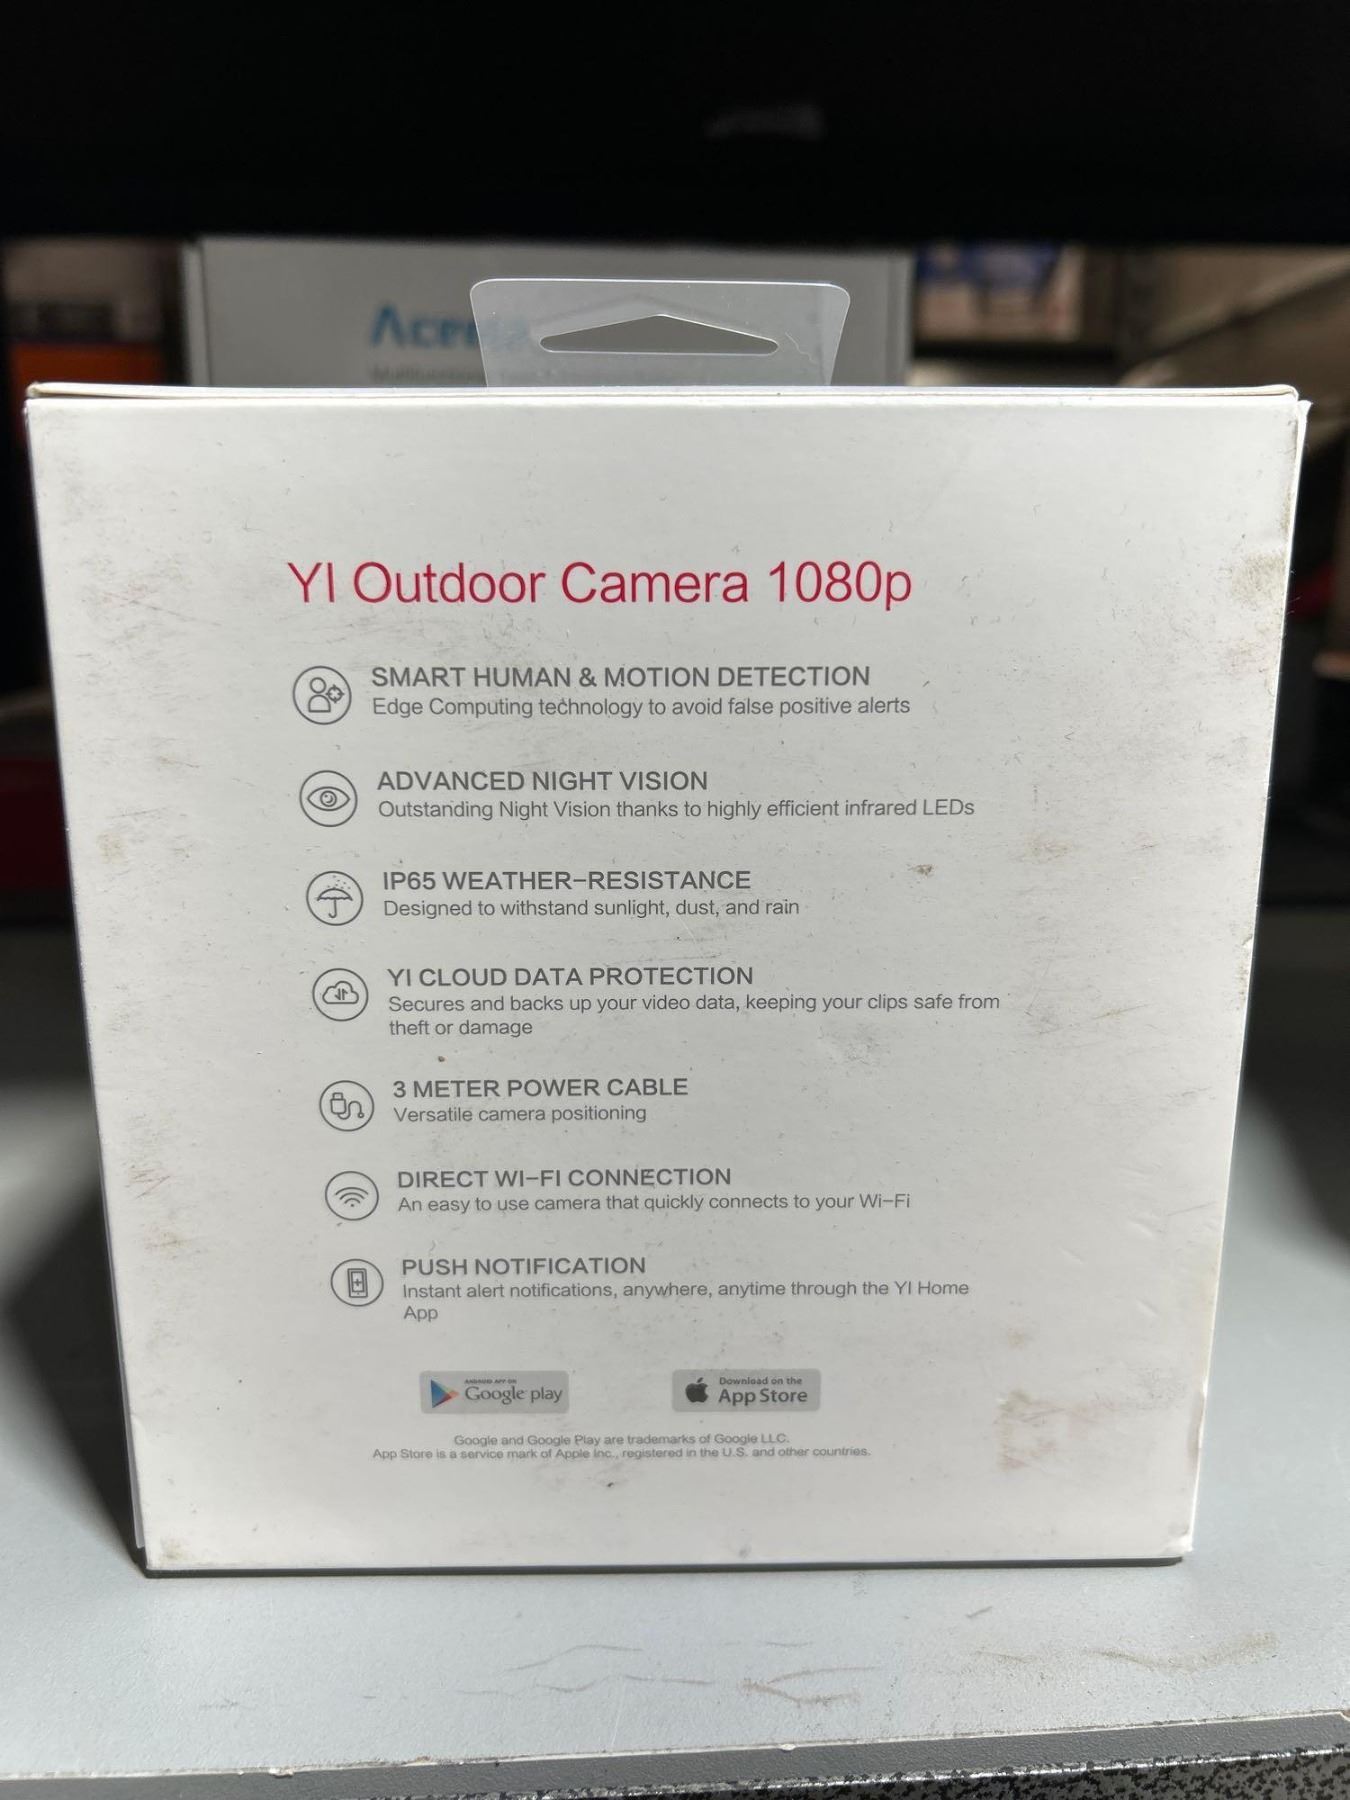 YI Outdoor Camera 1080p
SMART HUMAN & MOTION DETECTION
Edge Computing technology to avoid false positive alerts
ADVANCED NIGHT VISION
Outstanding Night Vision thanks to highly efficient infrared LEDs
IP65 WEATHER-RESISTANCE
Designed to withstand sunlight, dust, and rain
YI CLOUD DATA PROTECTION
Secures and backs up your video data, keeping your clips safe from
theft or damage
3 METER POWER CABLE
Versatile camera positioning
DIRECT WI-FI CONNECTION
An easy to use camera that quickly connects to your Wi-Fi
PUSH NOTIFICATION
Instant alert notifications, anywhere, anytime through the YI Home
App
ANDROID APP ON
Google play
Download on the
App Store
Google and Google Play are trademarks of Google LLC.
App Store is a service mark of Apple Inc., registered in the U.S. and other countries.